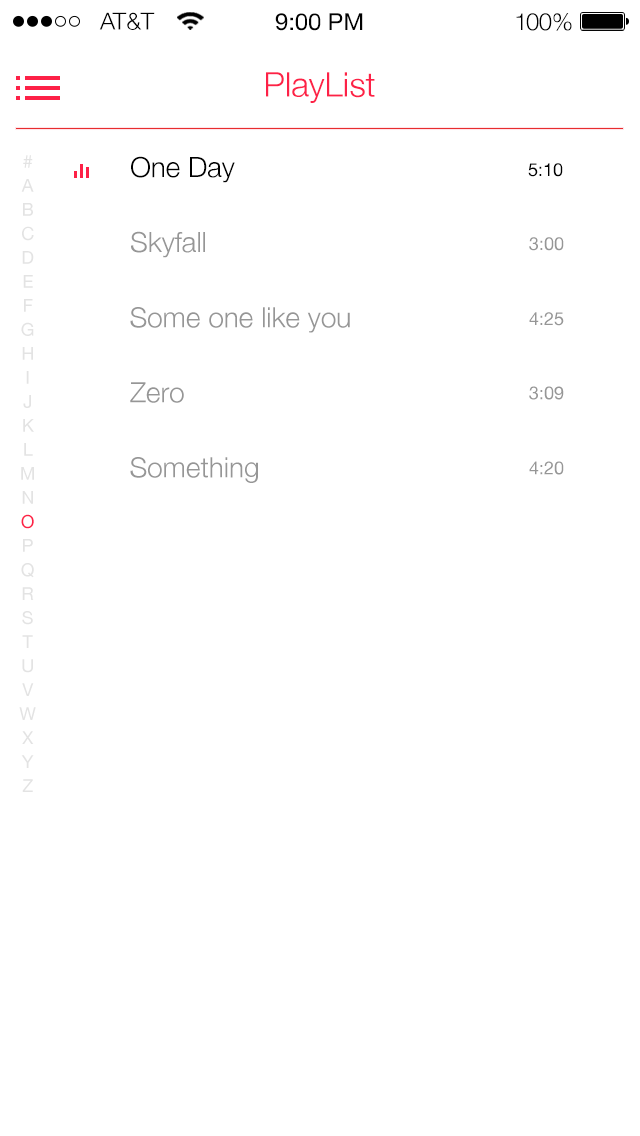 AT&T 9:00 PM 100%
PlayList
One Day 5:10
Skyfall 3:00
Some one like you 4:25
Zero 3:09
Something 4:20
#
A
B
C
D
E
F
G
H
I
J
K
L
M
N
O
P
Q
R
S
T
U
V
W
X
Y
Z